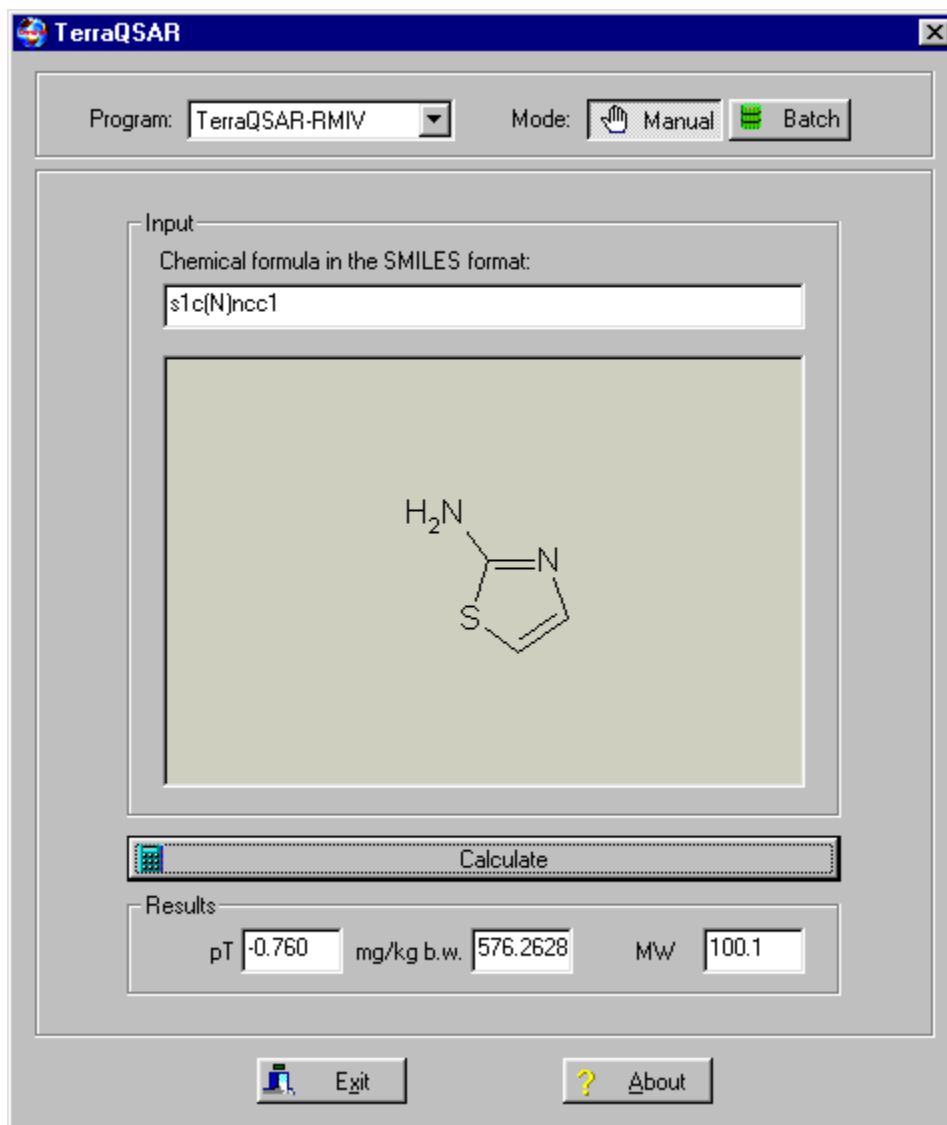 TerraQSAR
Program: TerraQSAR-RMIV Mode: Manual Batch
Input
Chemical formula in the SMILES format:
s1c(N)ncc1
H₂N
N
S
Calculate
Results
pT -0.760 mg/kg b.w. 576.2628 MW 100.1
Exit ? About